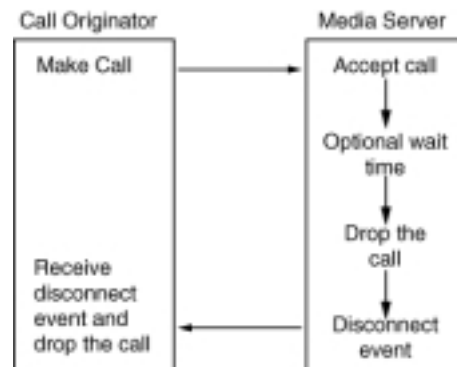 Call Originator
Media Server
Make Call
Accept call
Optional wait
time
Drop the
call
Receive
disconnect
event and
drop the call
Disconnect
event